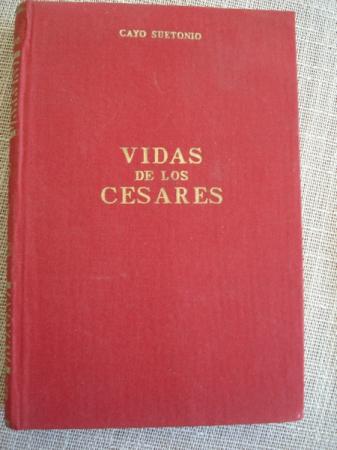 CAYO SUETONIO
VIDAS
DE LOS
CESARES